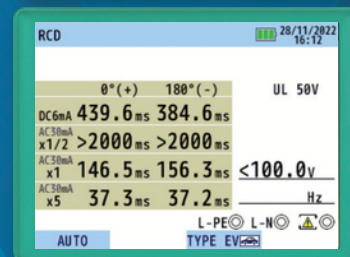 RCD 28/11/2022
16:12
0°(+) 180°(-) UL 50V
DC6mA 439.6ms 384.6ms
AC30mA x1/2 >2000ms >2000ms
AC30mA x1 146.5ms 156.3ms <100.0V
AC30mA x5 37.3ms 37.2ms Hz
L-PE L-N
AUTO TYPE EV